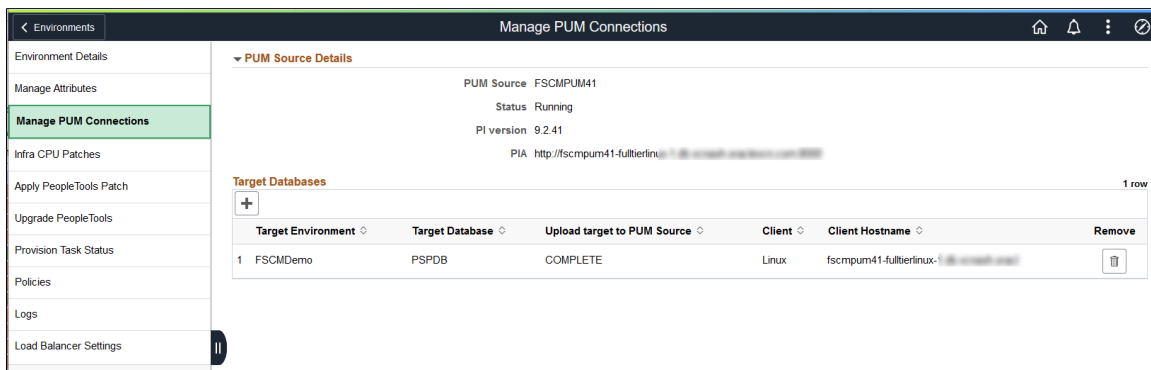 Environments
Manage PUM Connections
Environment Details
Manage Attributes
Manage PUM Connections
Infra CPU Patches
Apply PeopleTools Patch
Upgrade PeopleTools
Provision Task Status
Policies
Logs
Load Balancer Settings
PUM Source Details
PUM Source FSCMPUM41
Status Running
PI version 9.2.41
PIA http://fscmpum41-fulltierlinux-
Target Databases
1 row
Target Environment Target Database Upload target to PUM Source Client Client Hostname Remove
1 FSCMDemo PSPDB COMPLETE Linux fscmpum41-fulltierlinux-